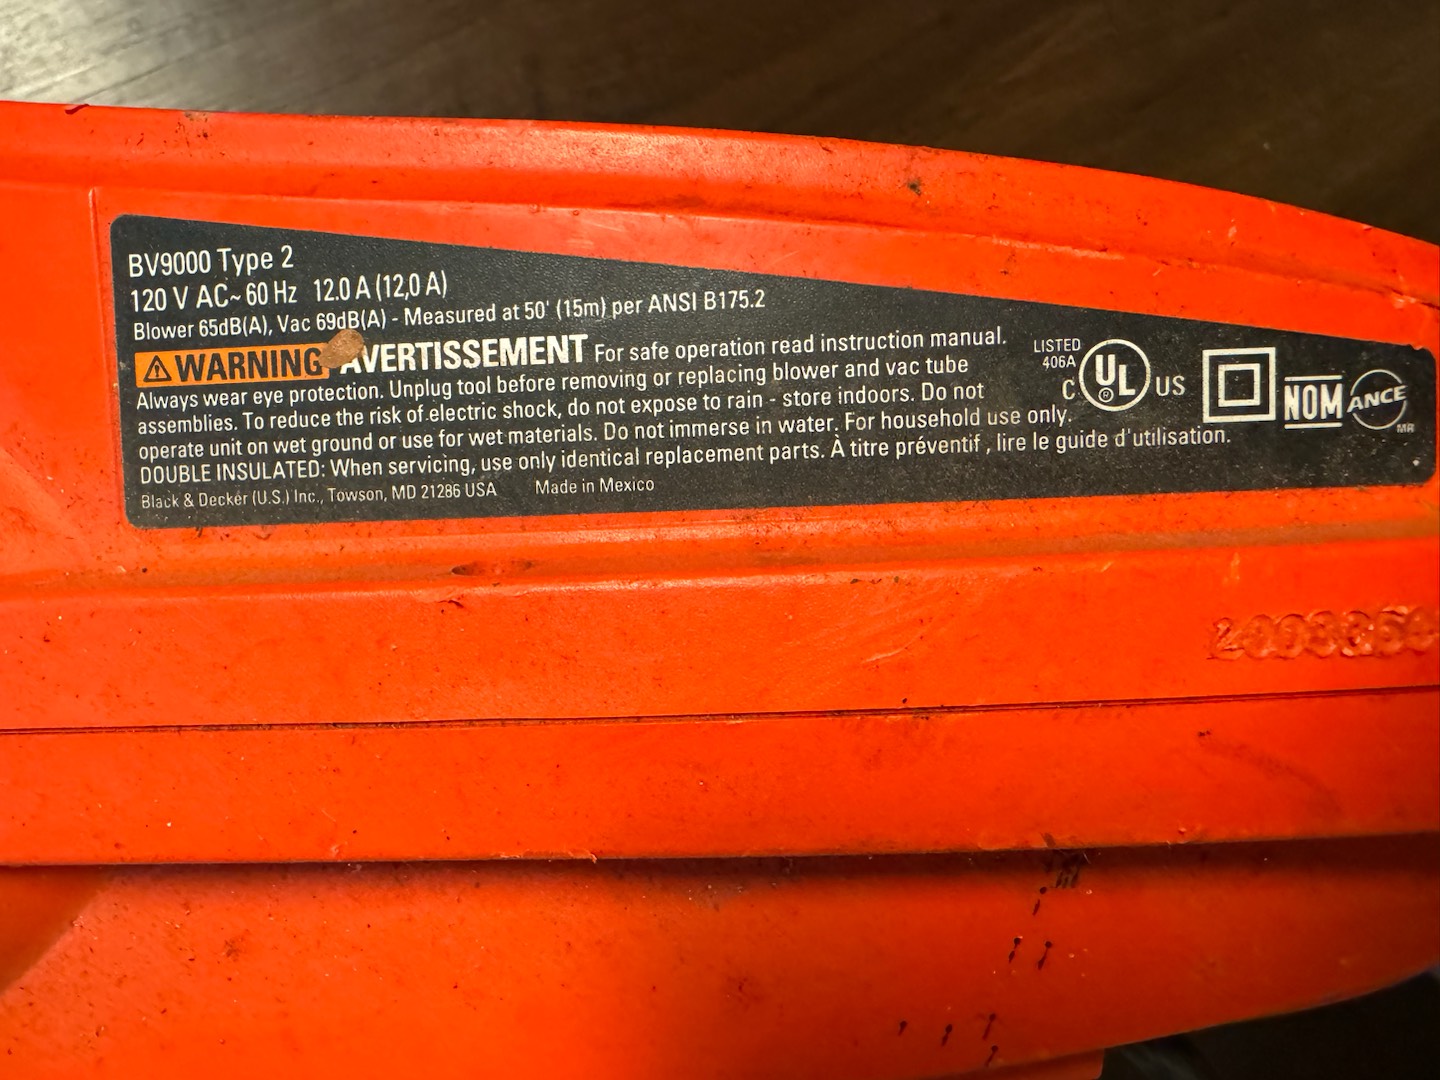 BV9000 Type 2
120 V AC~ 60 Hz 12.0 A (12,0 A)
Blower 65dB(A), Vac 69dB(A) - Measured at 50' (15m) per ANSI B175.2
WARNING AVERTISSEMENT For safe operation read instruction manual.
Always wear eye protection. Unplug tool before removing or replacing blower and vac tube
assemblies. To reduce the risk of electric shock, do not expose to rain - store indoors. Do not
operate unit on wet ground or use for wet materials. Do not immerse in water. For household use only.
DOUBLE INSULATED: When servicing, use only identical replacement parts. À titre préventif , lire le guide d'utilisation.
Black & Decker (U.S.) Inc., Towson, MD 21286 USA Made in Mexico
LISTED
406A
C UL ® US
NOM ANCE MR